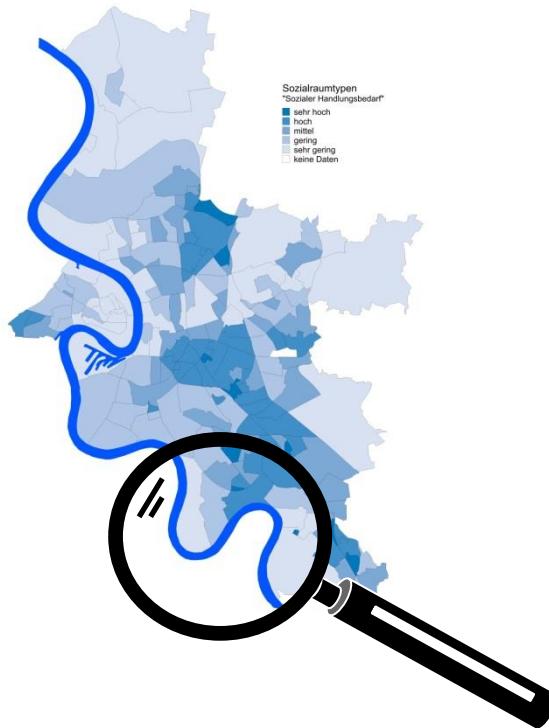 Sozialraumtypen
"Sozialer Handlungsbedarf"
sehr hoch
hoch
mittel
gering
sehr gering
keine Daten